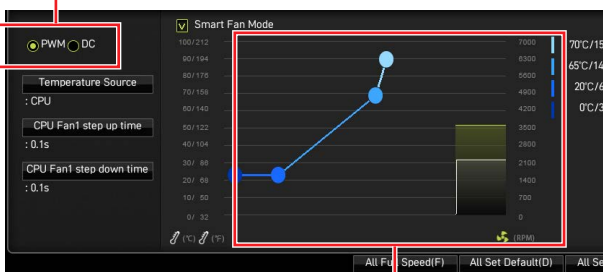 Smart Fan Mode
PWM DC
Temperature Source
: CPU
CPU Fan1 step up time
: 0.1s
CPU Fan1 step down time
: 0.1s
100/212 7000 70°C/15
90/194 6300
80/176 5600 65°C/14
70/158 4900 20°C/6
60/140 4200 0°C/3
50/122 3500
40/104 2800
30/ 86 2100
20/ 68 1400
10/ 50 700
0/ 32 0
(°C) (°F) (RPM)
All Full Speed(F) All Set Default(D) All Se